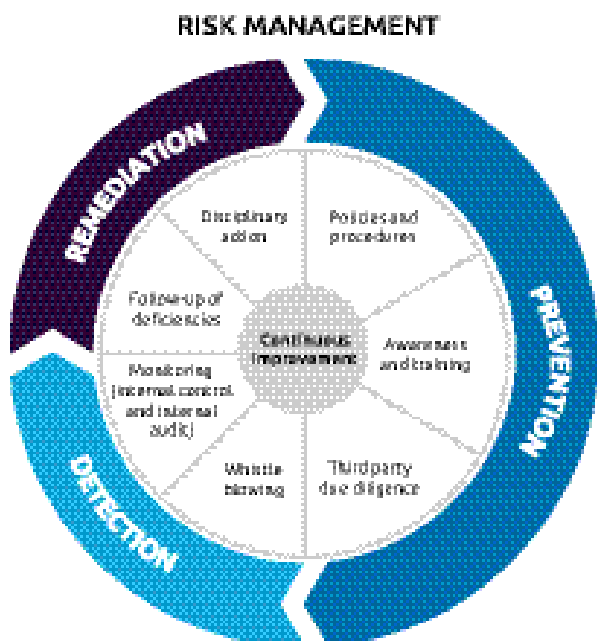 RISK MANAGEMENT
REMEDIATION
PREVENTION
DETECTION
Disciplinary
action
Policies and
procedures
Follow-up of
deficiencies
Continuous
improvement
Awareness
and training
Monitoring
(internal control
and internal
audit)
Whistle
blowing
Third party
due diligence